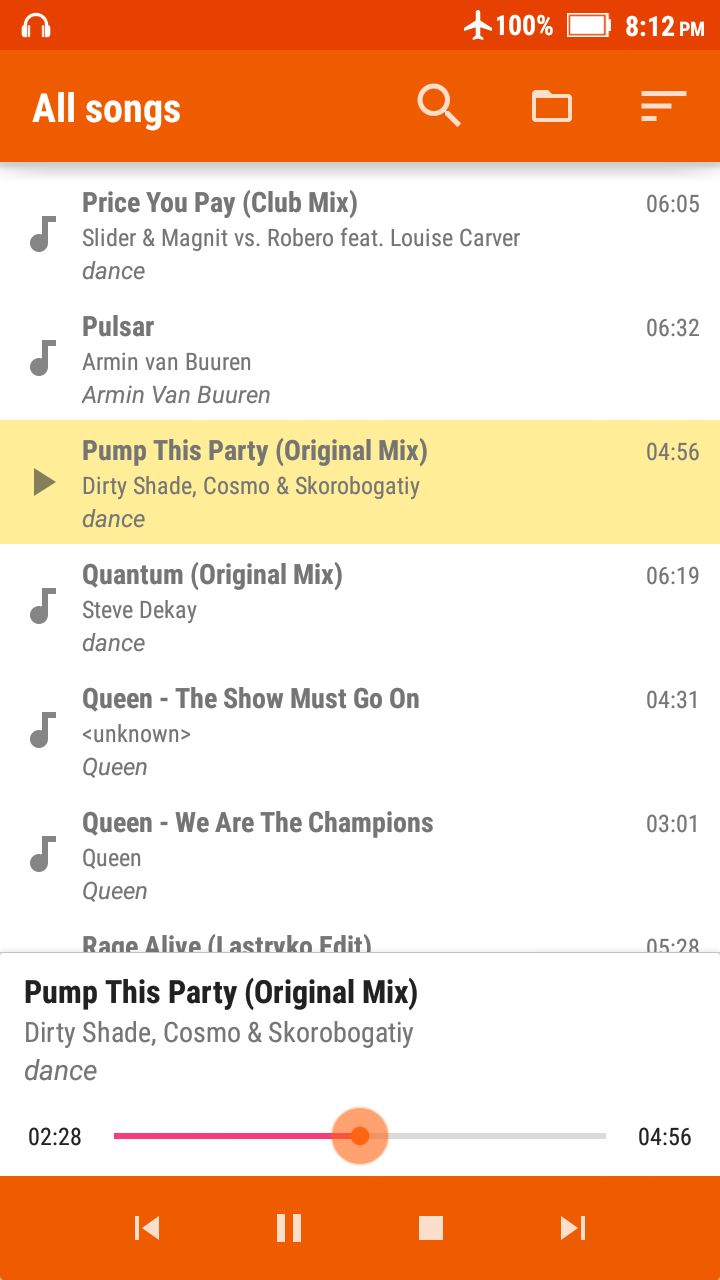 100% 8:12 PM
All songs
Price You Pay (Club Mix) 06:05
Slider & Magnit vs. Robero feat. Louise Carver
dance
Pulsar 06:32
Armin van Buuren
Armin Van Buuren
Pump This Party (Original Mix) 04:56
Dirty Shade, Cosmo & Skorobogatiy
dance
Quantum (Original Mix) 06:19
Steve Dekay
dance
Queen - The Show Must Go On 04:31
<unknown>
Queen
Queen - We Are The Champions 03:01
Queen
Queen
Rage Alive (Lastryko Edit) 05:28
Pump This Party (Original Mix)
Dirty Shade, Cosmo & Skorobogatiy
dance
02:28 04:56